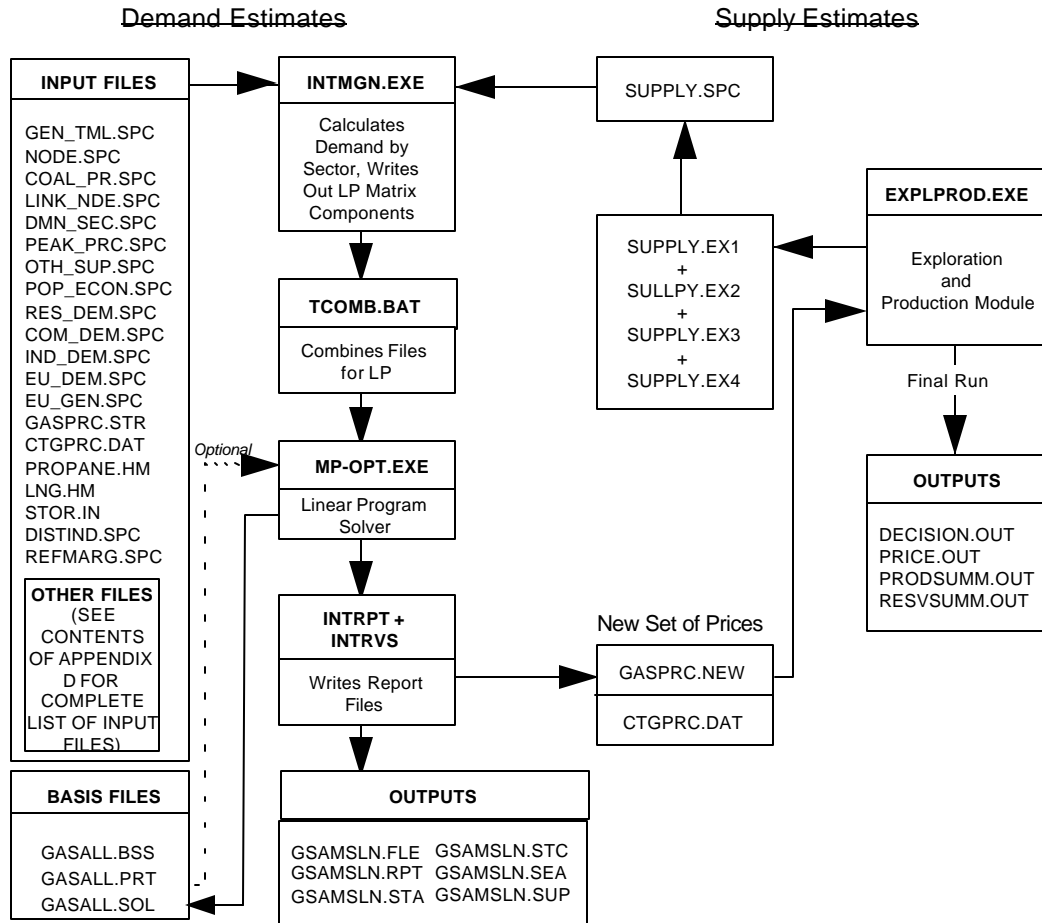 Demand Estimates
Supply Estimates
INPUT FILES
GEN_TML.SPC
NODE.SPC
COAL_PR.SPC
LINK_NDE.SPC
DMN_SEC.SPC
PEAK_PRC.SPC
OTH_SUP.SPC
POP_ECON.SPC
RES_DEM.SPC
COM_DEM.SPC
IND_DEM.SPC
EU_DEM.SPC
EU_GEN.SPC
GASPRC.STR
CTGPRC.DAT
PROPANE.HM
LNG.HM
STOR.IN
DISTIND.SPC
REFMARG.SPC
OTHER FILES
(SEE
CONTENTS
OF APPENDIX
D FOR
COMPLETE
LIST OF INPUT
FILES)
BASIS FILES
GASALL.BSS
GASALL.PRT
GASALL.SOL
Optional
INTMGN.EXE
Calculates
Demand by
Sector, Writes
Out LP Matrix
Components
TCOMB.BAT
Combines Files
for LP
MP-OPT.EXE
Linear Program
Solver
INTRPT +
INTRVS
Writes Report
Files
OUTPUTS
GSAMSLN.FLE GSAMSLN.STC
GSAMSLN.RPT GSAMSLN.SEA
GSAMSLN.STA GSAMSLN.SUP
SUPPLY.SPC
SUPPLY.EX1
+
SULLPY.EX2
+
SUPPLY.EX3
+
SUPPLY.EX4
New Set of Prices
GASPRC.NEW
CTGPRC.DAT
EXPLPROD.EXE
Exploration
and
Production Module
Final Run
OUTPUTS
DECISION.OUT
PRICE.OUT
PRODSUMM.OUT
RESVSUMM.OUT